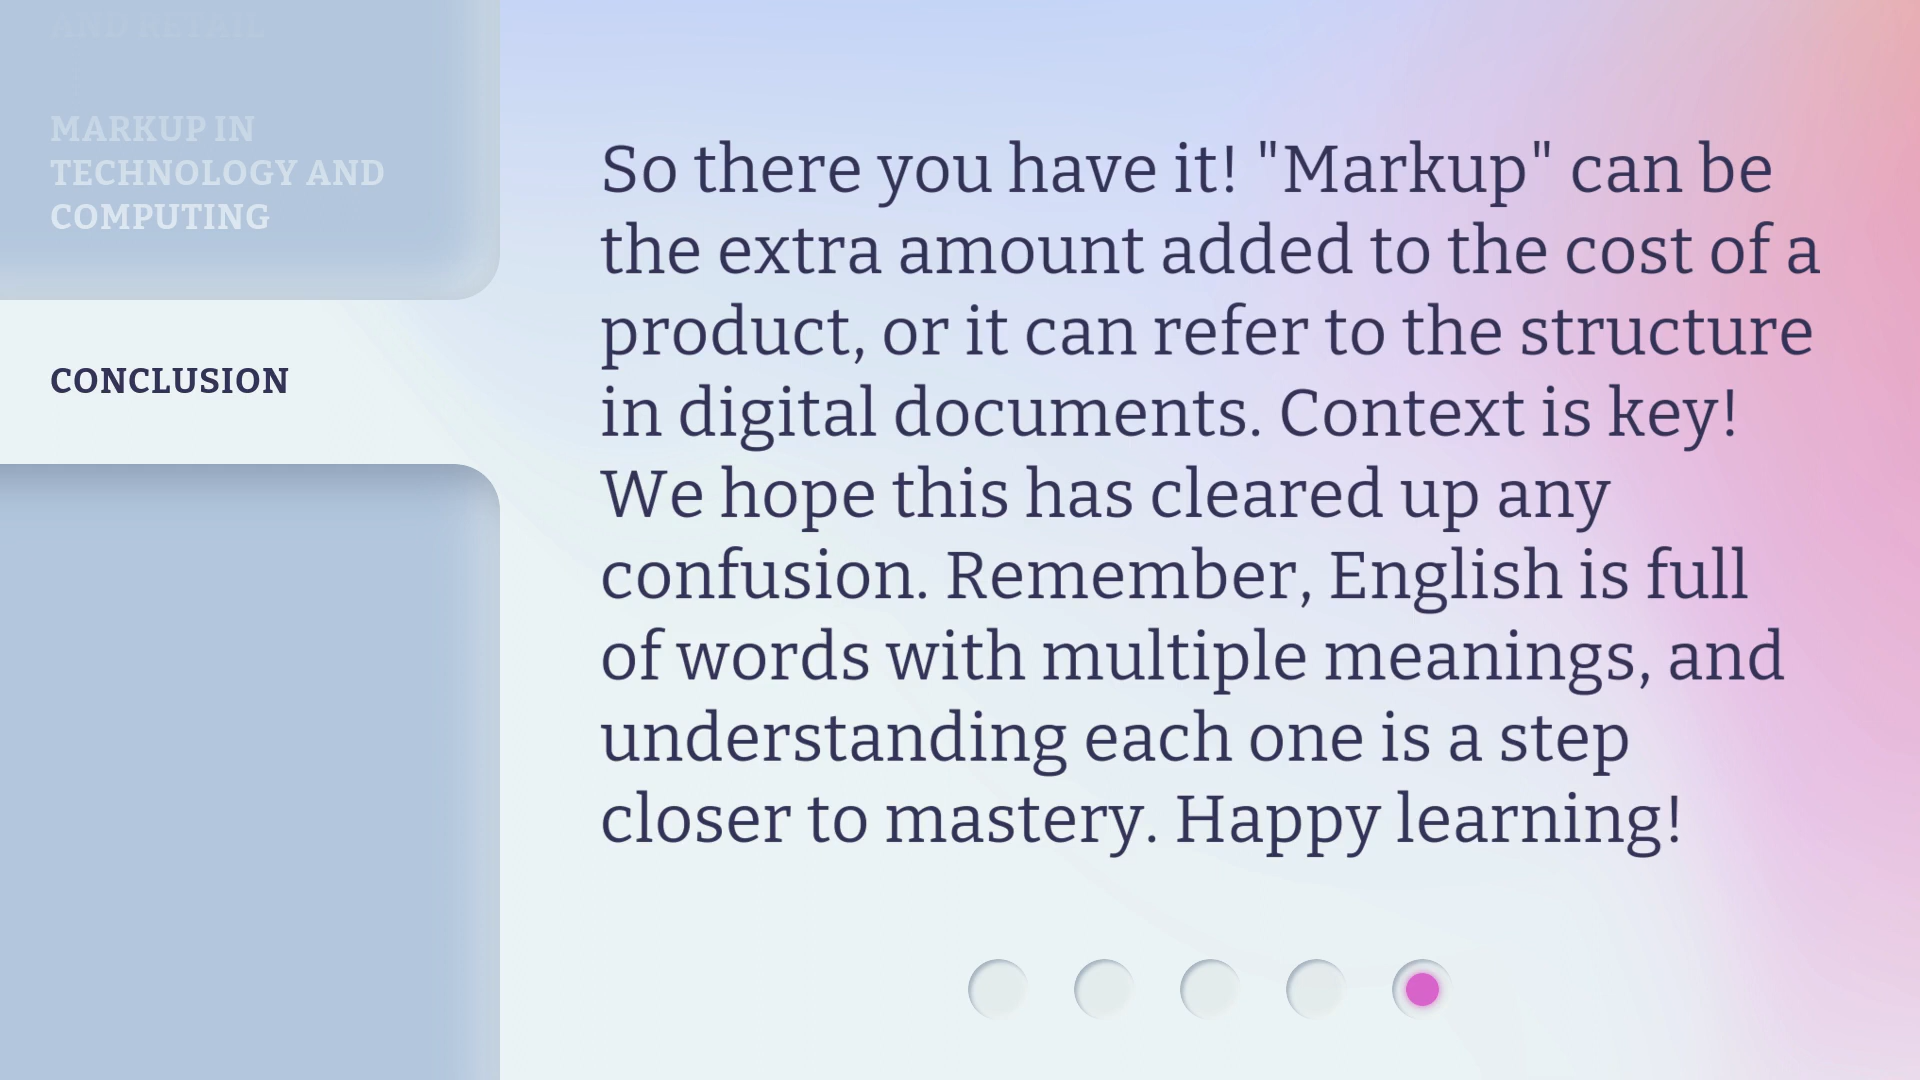 AND RETAIL
MARKUP IN
TECHNOLOGY AND
COMPUTING
CONCLUSION
So there you have it! "Markup" can be
the extra amount added to the cost of a
product, or it can refer to the structure
in digital documents. Context is key!
We hope this has cleared up any
confusion. Remember, English is full
of words with multiple meanings, and
understanding each one is a step
closer to mastery. Happy learning!